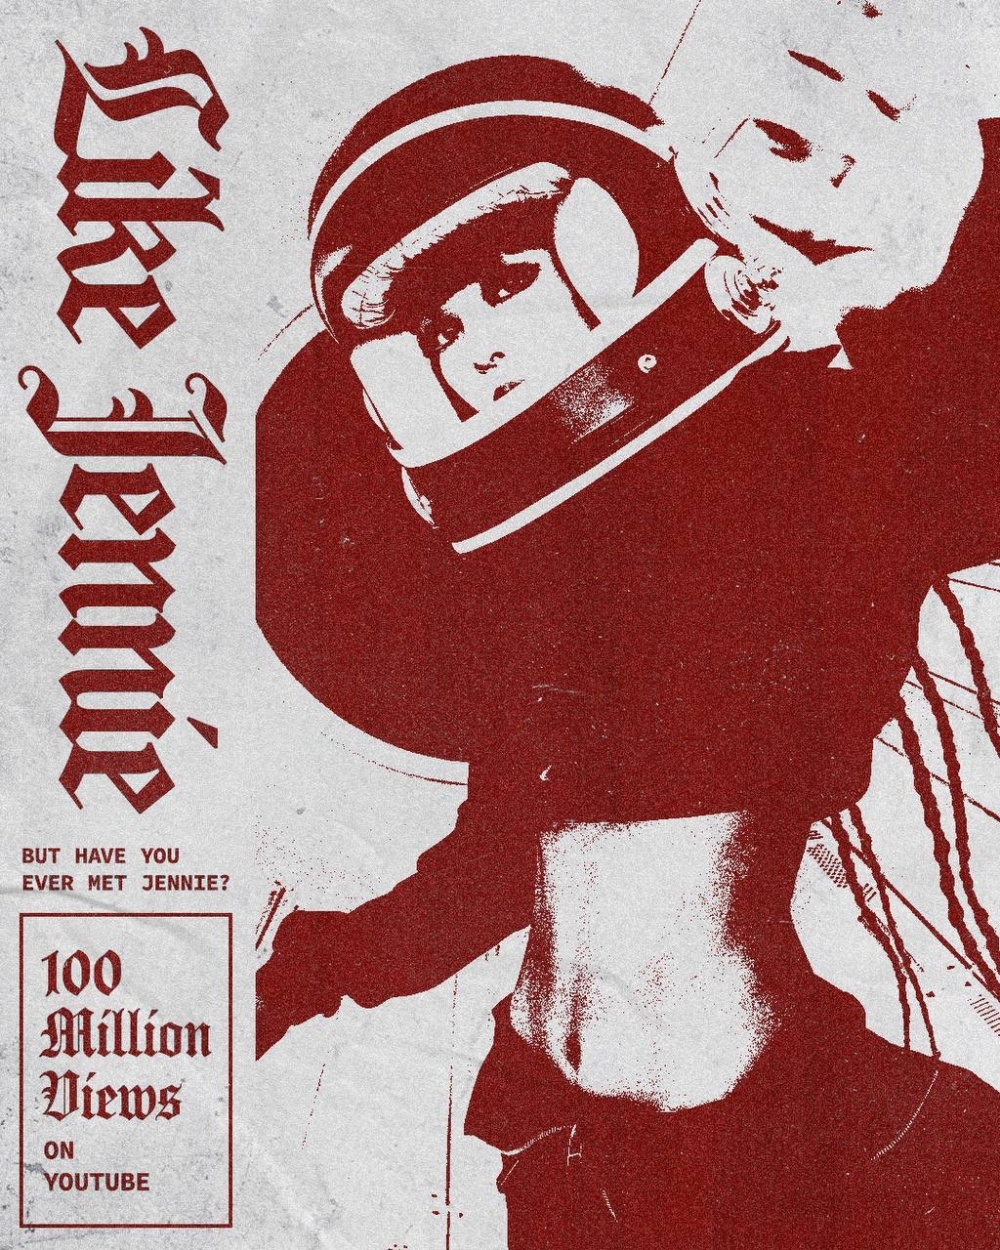 Like Jennie
BUT HAVE YOU
EVER MET JENNIE?
100
Million
Views
ON
YOUTUBE